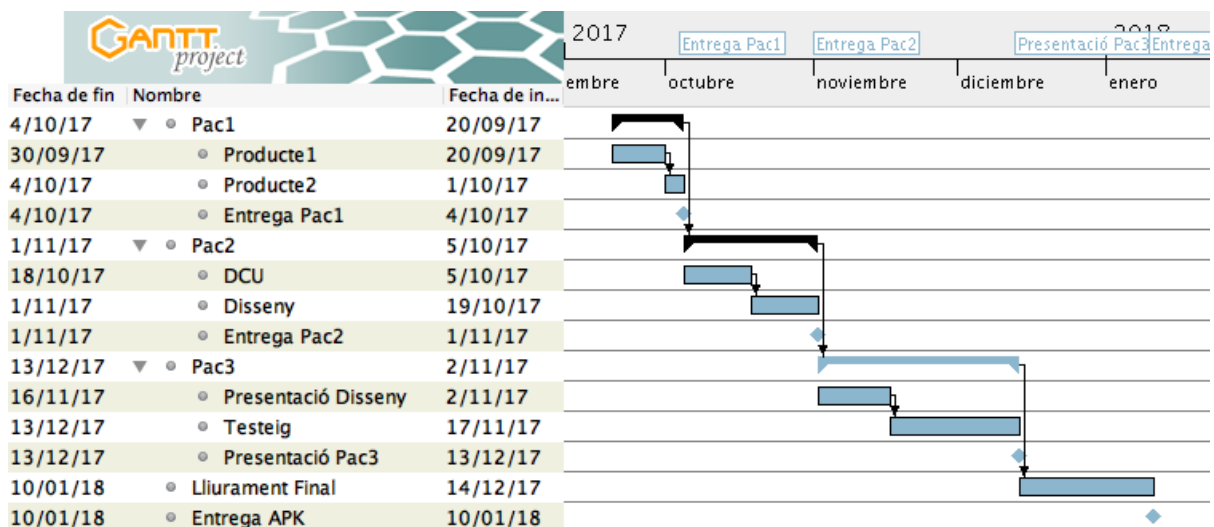 GANTT
project
2017
2018
Entrega Pac1
Entrega Pac2
Presentació Pac3
Entrega
embre
octubre
noviembre
diciembre
enero
Fecha de fin Nombre Fecha de in...
4/10/17 Pac1 20/09/17
30/09/17 Producte1 20/09/17
4/10/17 Producte2 1/10/17
4/10/17 Entrega Pac1 4/10/17
1/11/17 Pac2 5/10/17
18/10/17 DCU 5/10/17
1/11/17 Disseny 19/10/17
1/11/17 Entrega Pac2 1/11/17
13/12/17 Pac3 2/11/17
16/11/17 Presentació Disseny 2/11/17
13/12/17 Testeig 17/11/17
13/12/17 Presentació Pac3 13/12/17
10/01/18 Lliurament Final 14/12/17
10/01/18 Entrega APK 10/01/18